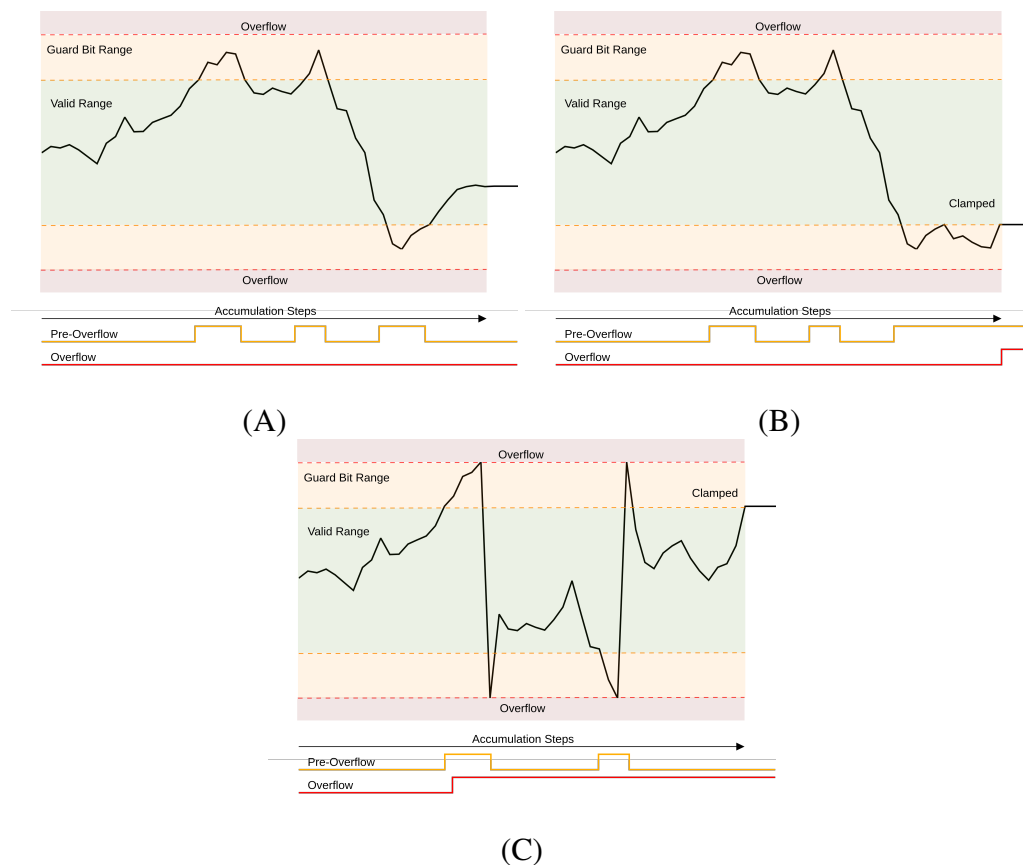 Overflow
Guard Bit Range
Valid Range
Overflow
Accumulation Steps
Pre-Overflow
Overflow
(A)
Overflow
Guard Bit Range
Valid Range
Clamped
Overflow
Accumulation Steps
Pre-Overflow
Overflow
(B)
Overflow
Guard Bit Range
Clamped
Valid Range
Overflow
Accumulation Steps
Pre-Overflow
Overflow
(C)